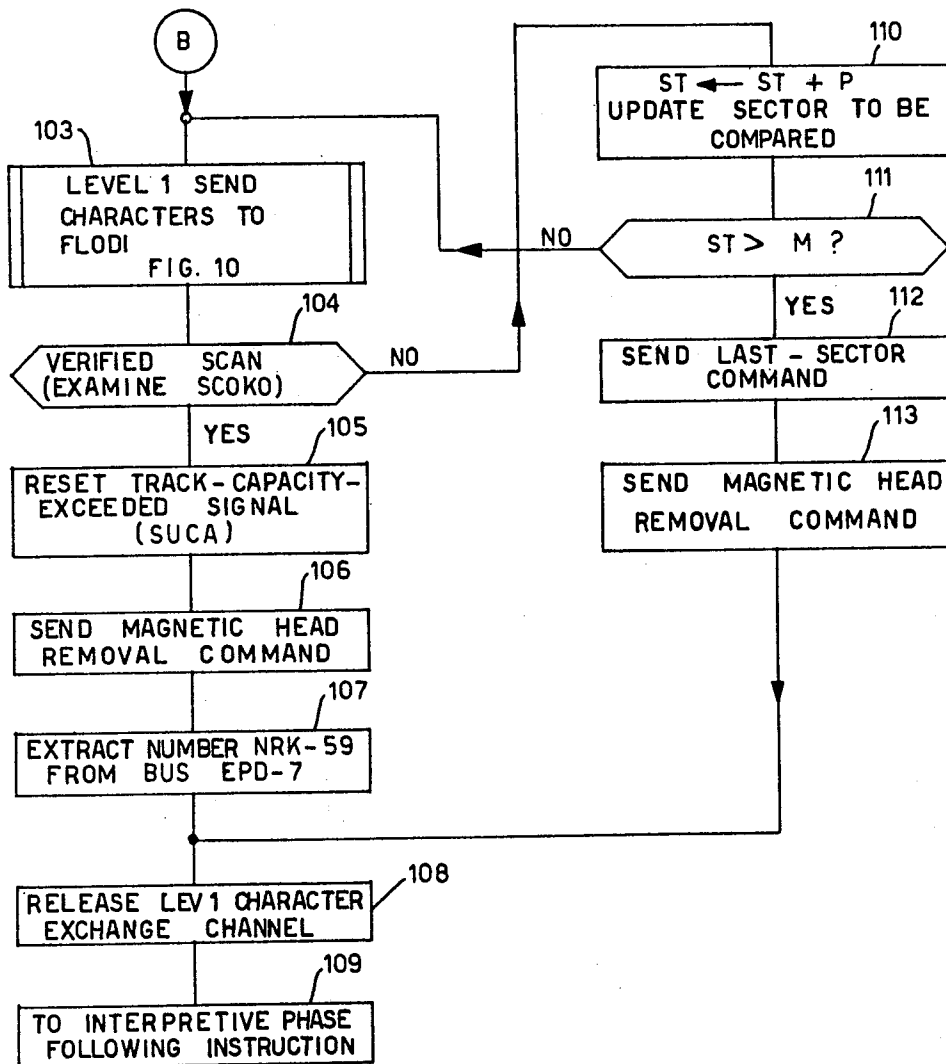 B
103
LEVEL 1 SEND
CHARACTERS TO
FLODI
FIG. 10
104
VERIFIED SCAN
(EXAMINE SCOKO)
NO
YES
105
RESET TRACK-CAPACITY-
EXCEEDED SIGNAL
(SUCA)
106
SEND MAGNETIC HEAD
REMOVAL COMMAND
107
EXTRACT NUMBER NRK-59
FROM BUS EPD-7
108
RELEASE LEV 1 CHARACTER
EXCHANGE CHANNEL
109
TO INTERPRETIVE PHASE
FOLLOWING INSTRUCTION
110
ST ← ST + P
UPDATE SECTOR TO BE
COMPARED
111
ST > M ?
NO
YES
112
SEND LAST-SECTOR
COMMAND
113
SEND MAGNETIC HEAD
REMOVAL COMMAND